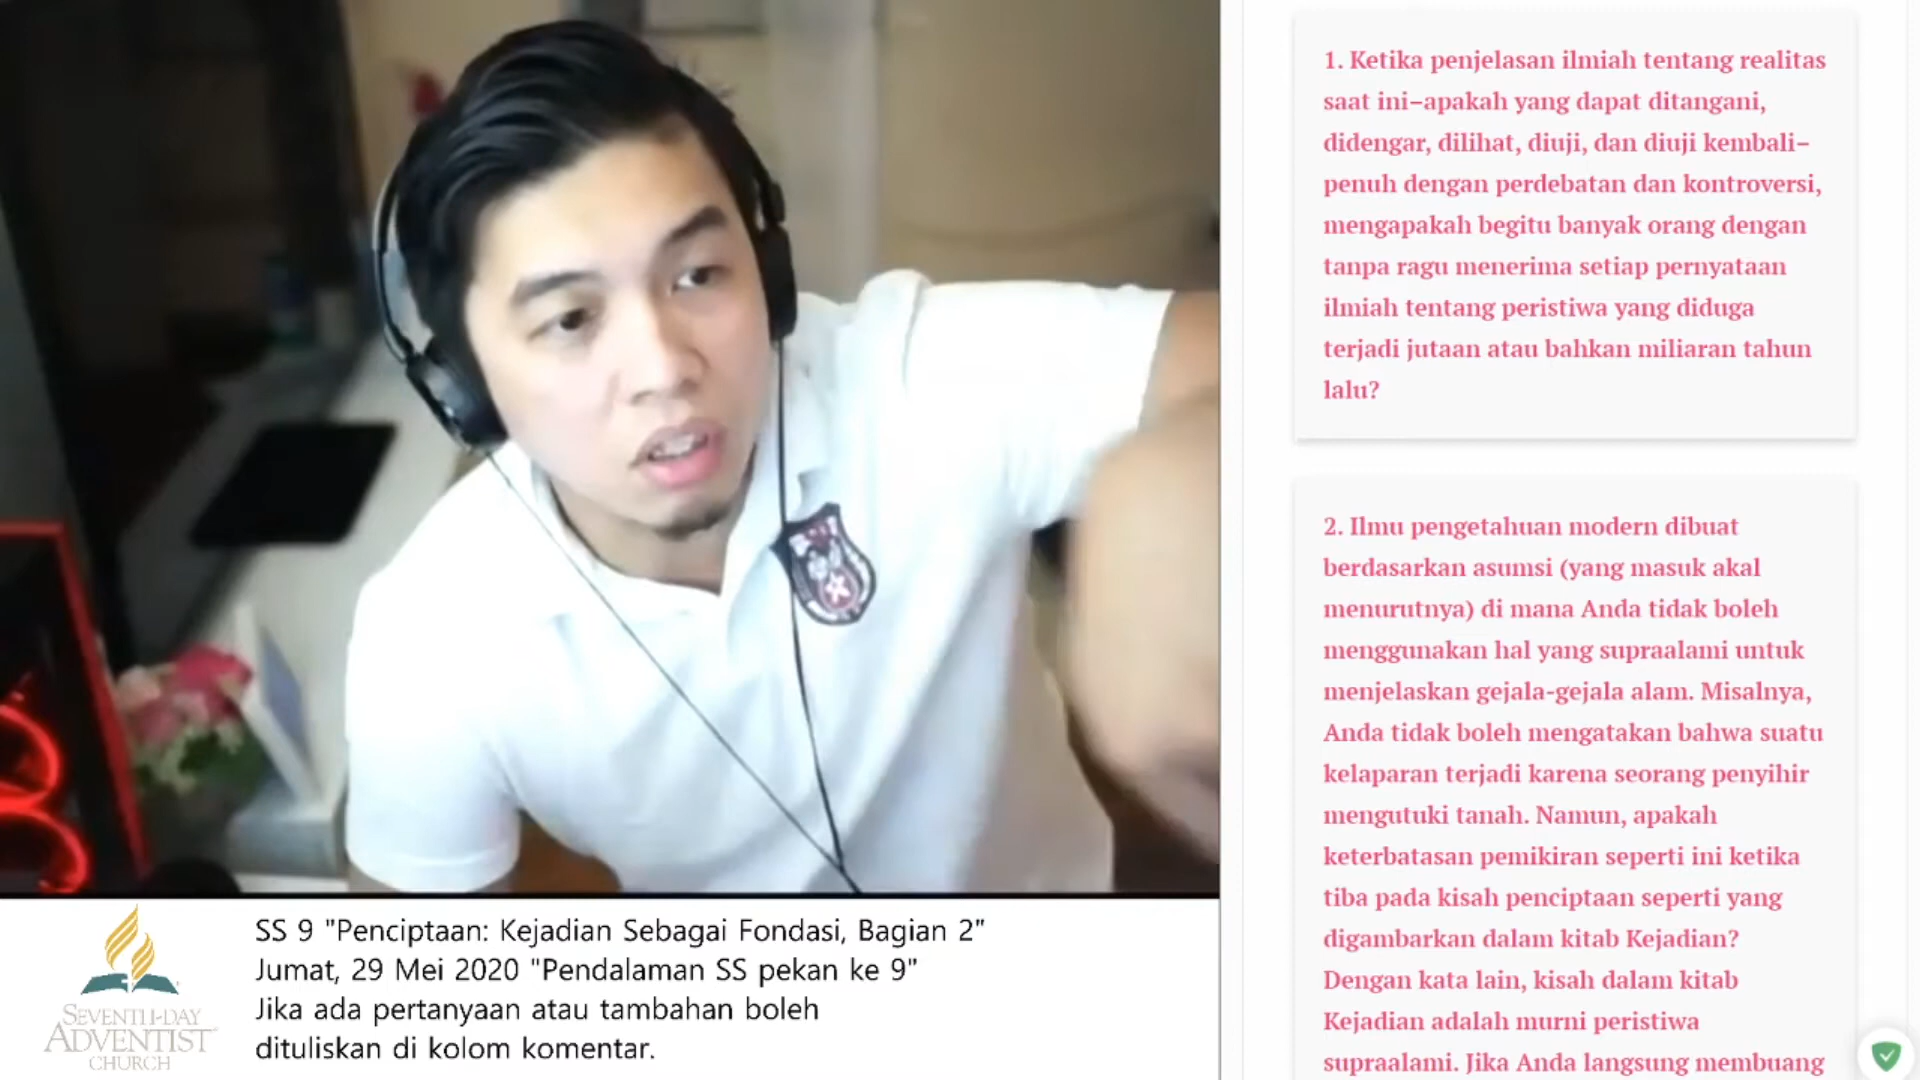 1. Ketika penjelasan ilmiah tentang realitas
saat ini–apakah yang dapat ditangani,
didengar, dilihat, diuji, dan diuji kembali–
penuh dengan perdebatan dan kontroversi,
mengapakah begitu banyak orang dengan
tanpa ragu menerima setiap pernyataan
ilmiah tentang peristiwa yang diduga
terjadi jutaan atau bahkan miliaran tahun
lalu?
2. Ilmu pengetahuan modern dibuat
berdasarkan asumsi (yang masuk akal
menurutnya) di mana Anda tidak boleh
menggunakan hal yang supraalami untuk
menjelaskan gejala-gejala alam. Misalnya,
Anda tidak boleh mengatakan bahwa suatu
kelaparan terjadi karena seorang penyihir
mengutuki tanah. Namun, apakah
keterbatasan pemikiran seperti ini ketika
tiba pada kisah penciptaan seperti yang
digambarkan dalam kitab Kejadian?
Dengan kata lain, kisah dalam kitab
Kejadian adalah murni peristiwa
supraalami. Jika Anda langsung membuang
SEVENTH-DAY
ADVENTIST
CHURCH
SS 9 "Penciptaan: Kejadian Sebagai Fondasi, Bagian 2"
Jumat, 29 Mei 2020 "Pendalaman SS pekan ke 9"
Jika ada pertanyaan atau tambahan boleh
dituliskan di kolom komentar.